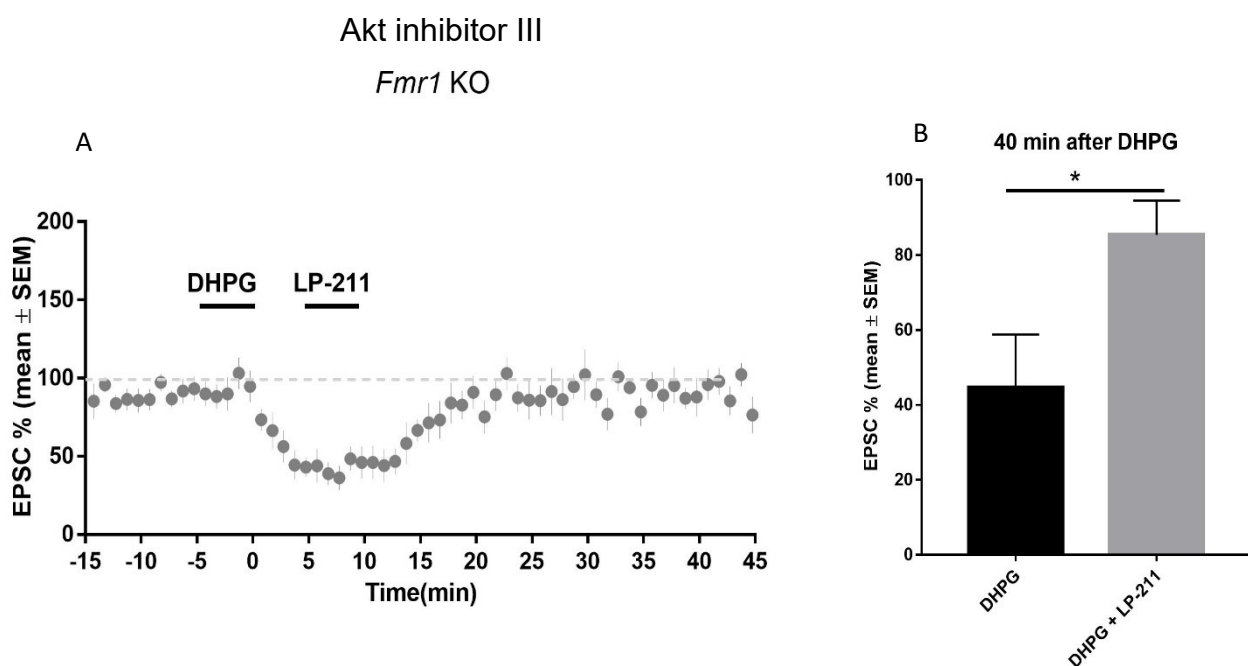 Akt inhibitor III
Fmr1 KO
A
EPSC % (mean ± SEM)
200
150
100
50
0
DHPG
LP-211
-15 -10 -5 0 5 10 15 20 25 30 35 40 45
Time(min)
B
40 min after DHPG
*
EPSC % (mean ± SEM)
100
80
60
40
20
0
DHPG
DHPG + LP-211